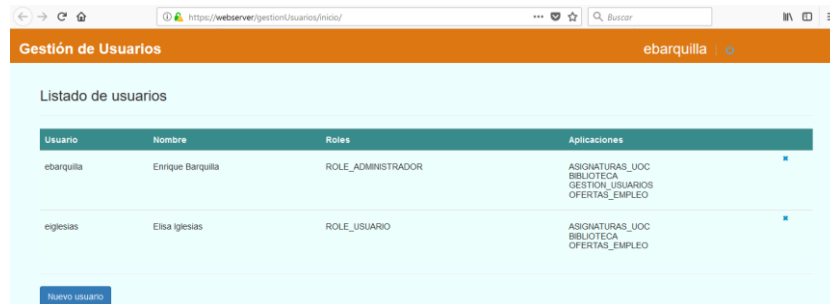 https://webserver/gestionUsuarios/inicio/
Buscar
Gestión de Usuarios
ebarquilla
Listado de usuarios
Usuario Nombre Roles Aplicaciones
ebarquilla Enrique Barquilla ROLE_ADMINISTRADOR ASIGNATURAS_UOC
BIBLIOTECA
GESTION_USUARIOS
OFERTAS_EMPLEO
eiglesias Elisa Iglesias ROLE_USUARIO ASIGNATURAS_UOC
BIBLIOTECA
OFERTAS_EMPLEO
Nuevo usuario